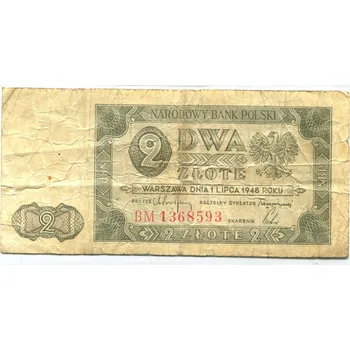 NARODOWY BANK POLSKI
2 DWA
ZŁOTE
WARSZAWA DNIA 1 LIPCA 1948 ROKU
PREZES NACZELNY DYREKTOR
BM 1368593 SKARBNIK
2
2 ZŁOTE 2